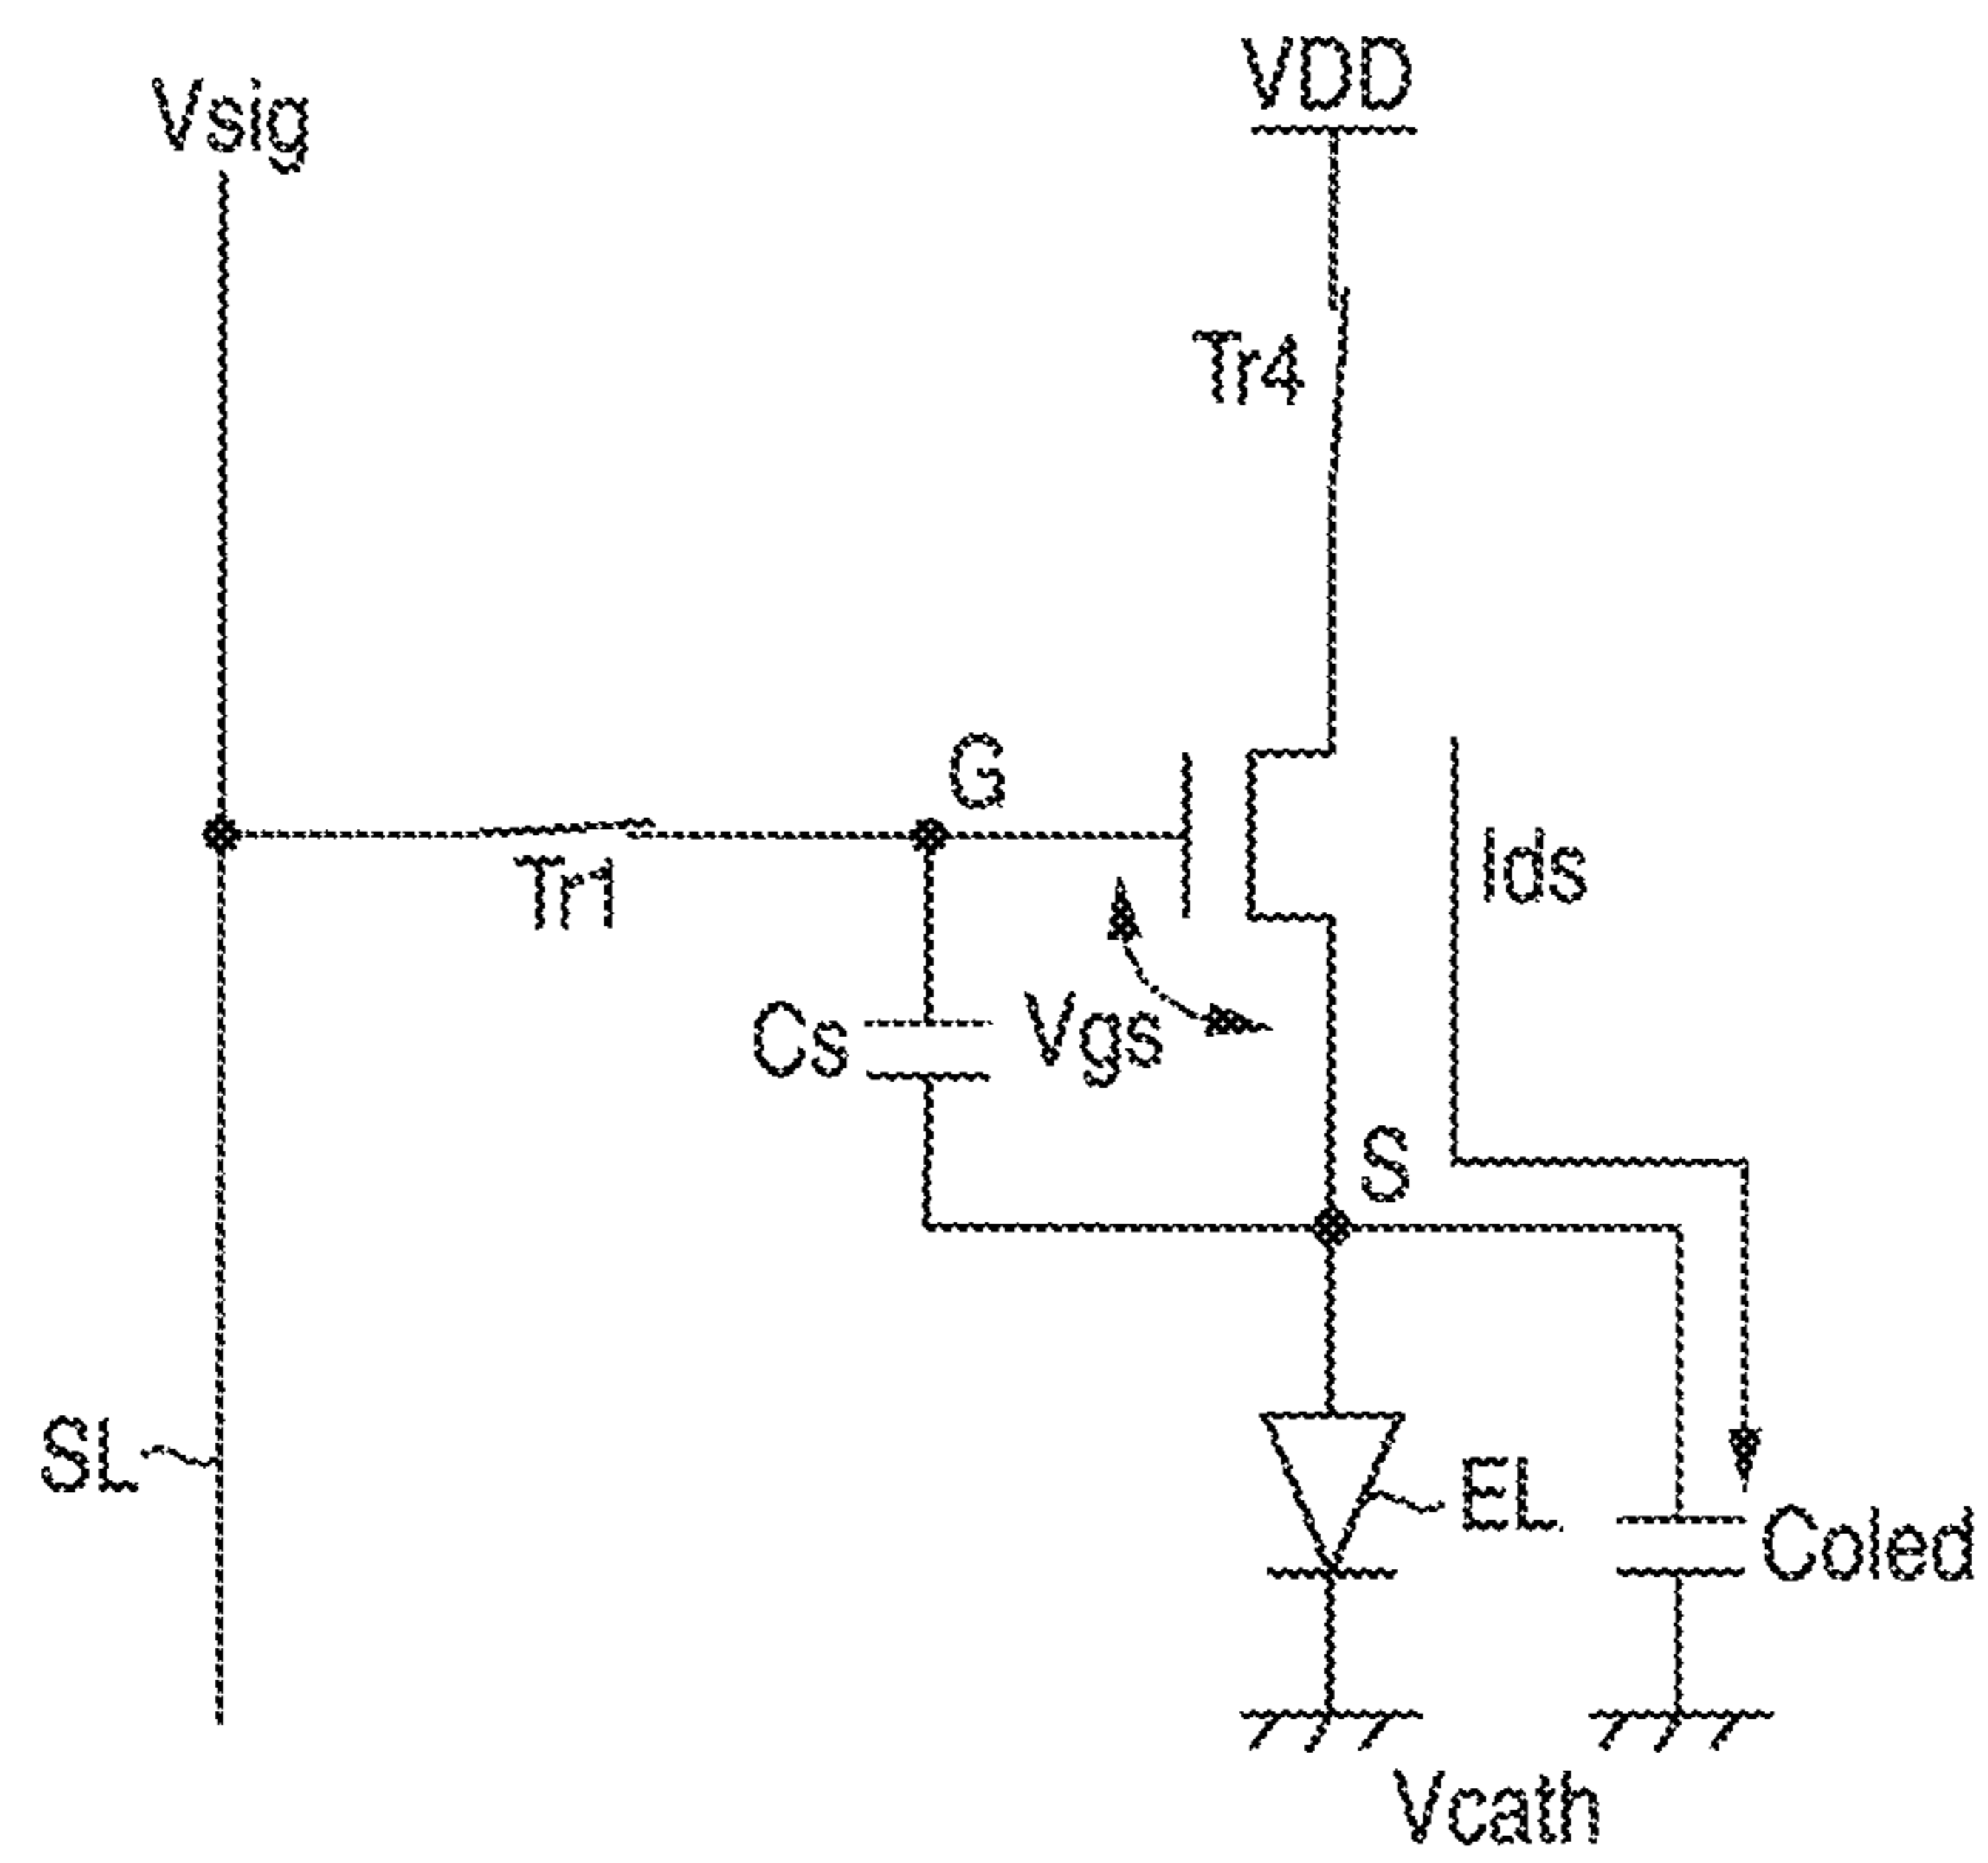 Vsig
VDD
Tr4
G
Tr1
Ids
Cs
Vgs
S
SL
EL
Coled
Vcath